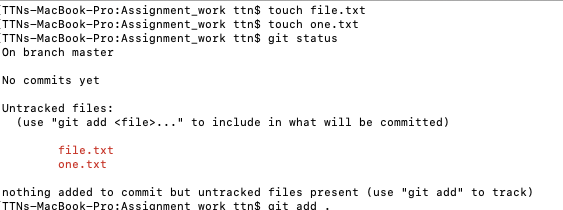 (TTNs-MacBook-Pro:Assignment_work ttn$ touch file.txt
(TTNs-MacBook-Pro:Assignment_work ttn$ touch one.txt
(TTNs-MacBook-Pro:Assignment_work ttn$ git status
On branch master
No commits yet
Untracked files:
(use "git add <file>..." to include in what will be committed)
file.txt
one.txt
nothing added to commit but untracked files present (use "git add" to track)
(TTNs-MacBook-Pro:Assignment_work ttn$ git add .